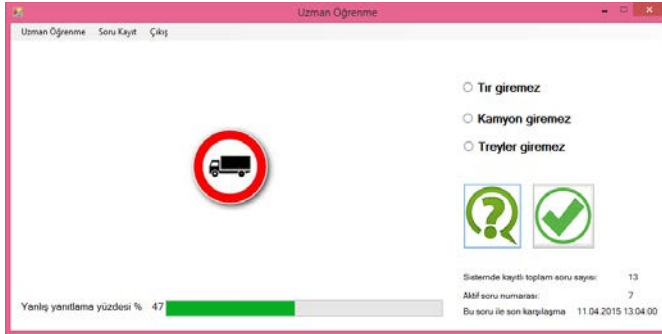 Uzman Öğrenme
Uzman Öğrenme Soru Kayıt Çıkış
Tır giremez
Kamyon giremez
Treyler giremez
Sistemde kayıtlı toplam soru sayısı: 13
Aktif soru numarası: 7
Bu soru ile son karşılaşma 11.04.2015 13:04:00
Yanlış yanıtlama yüzdesi % 47